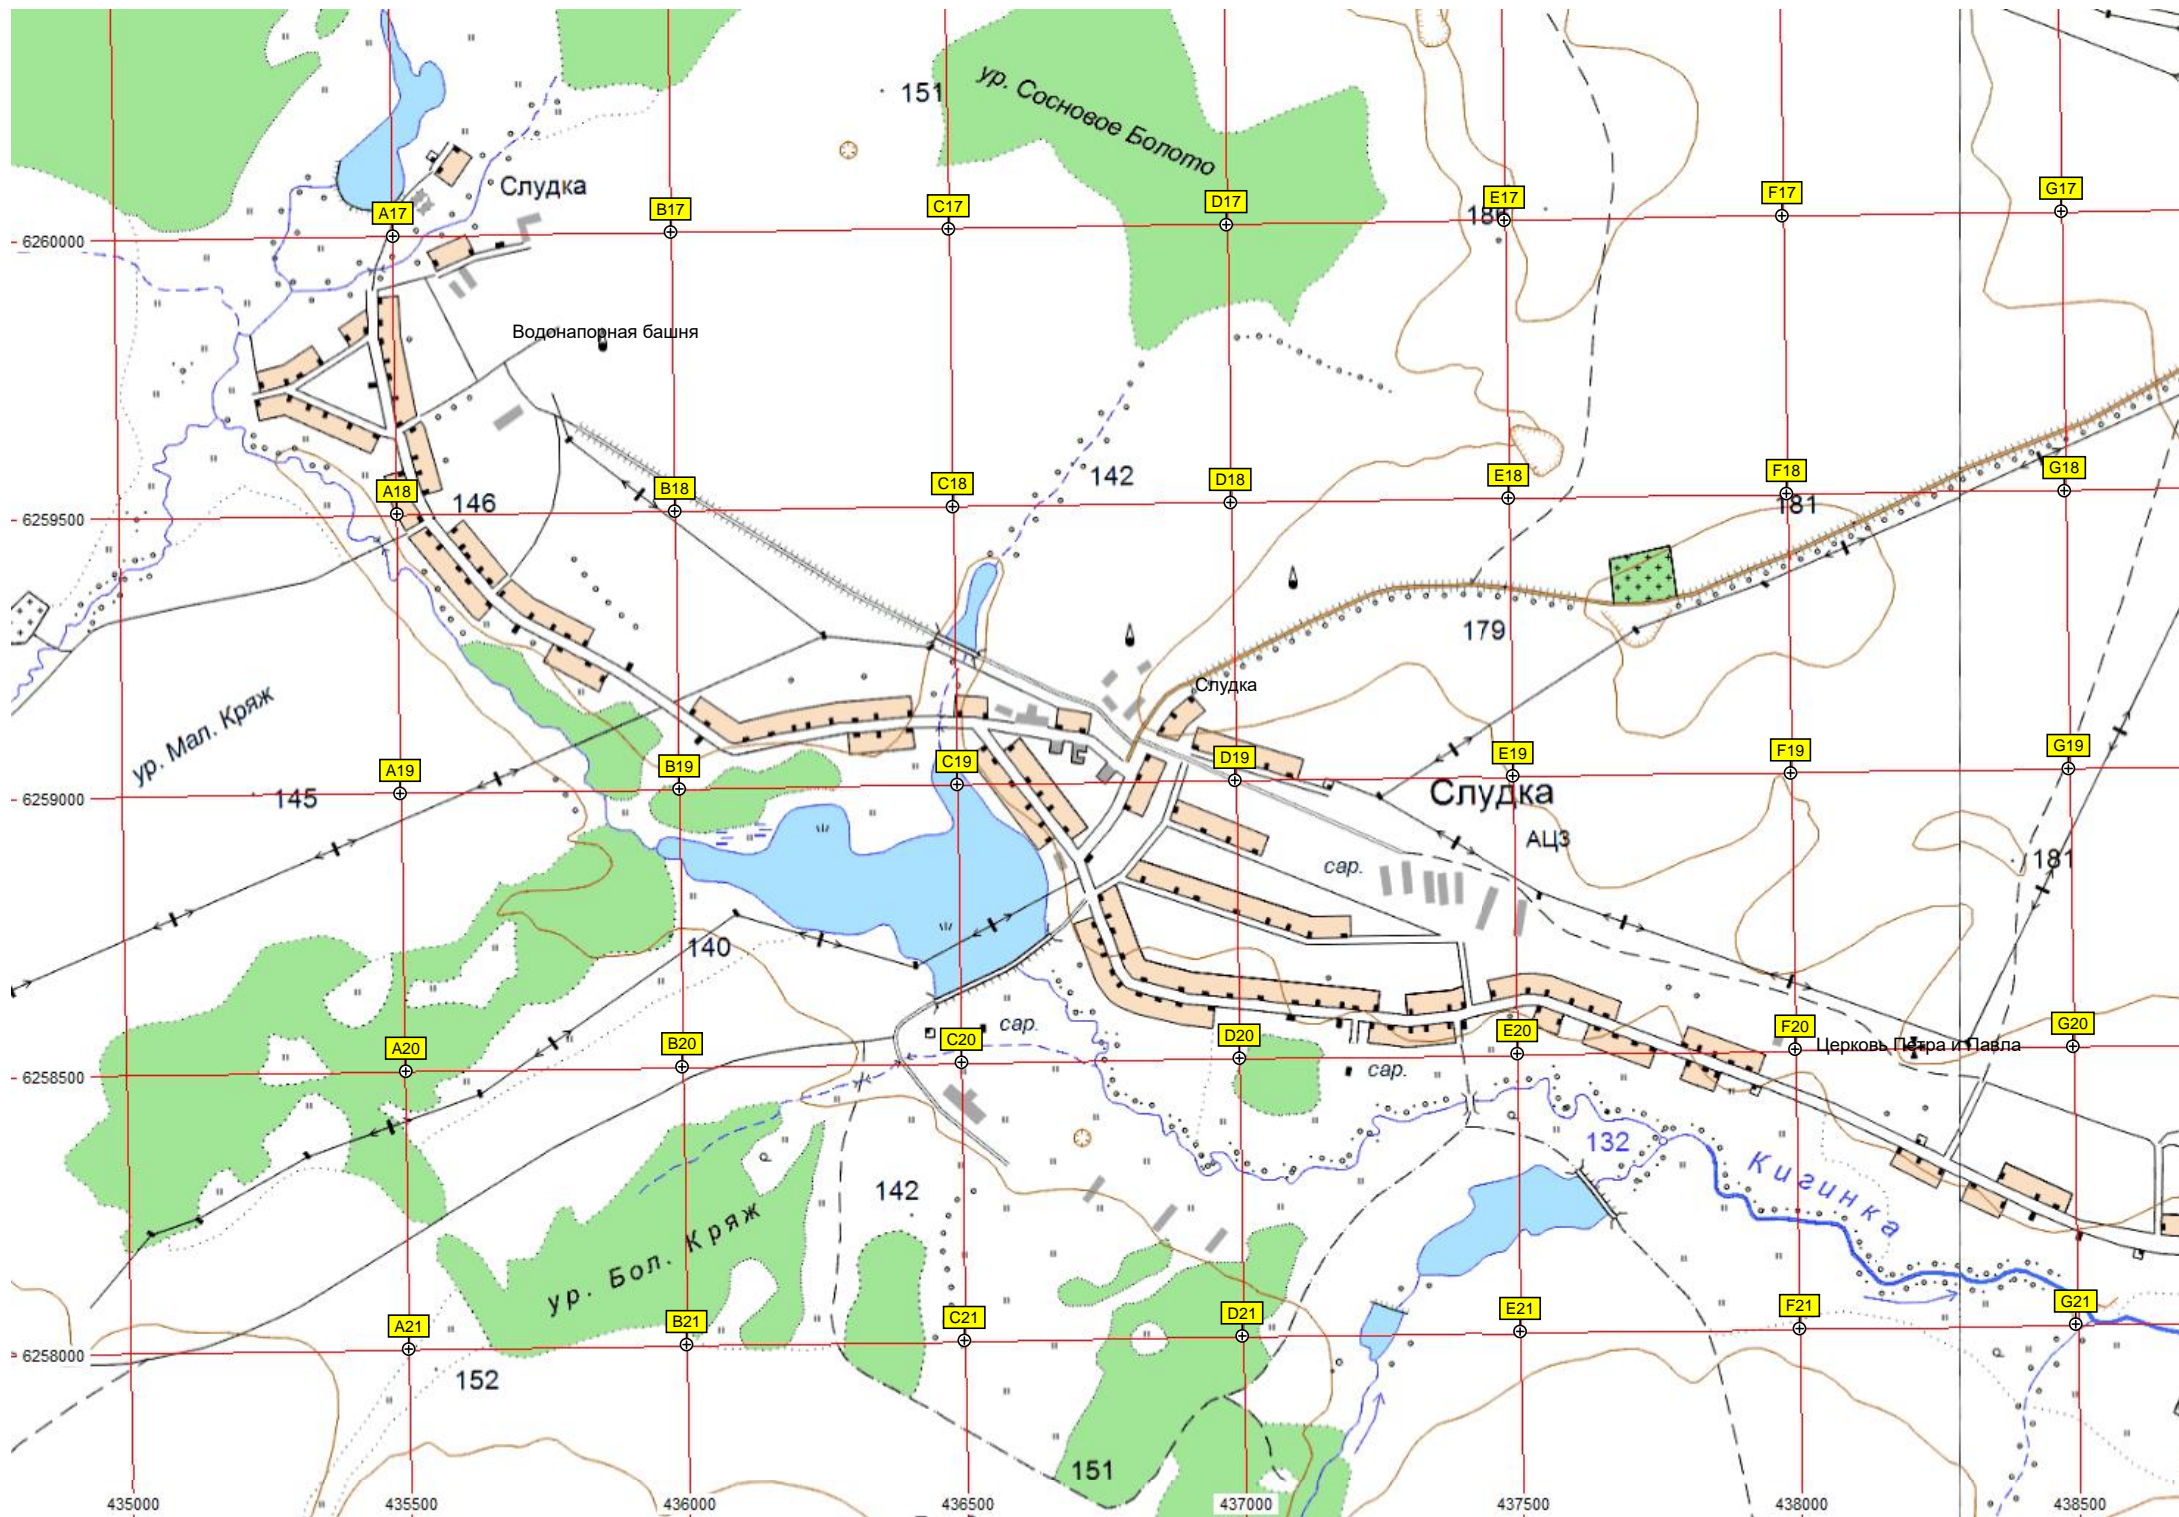 151
ур. Сосновое Болото
Слудка
A17
B17
C17
D17
E17
F17
G17
186
6260000
Водонапорная башня
142
A18
B18
C18
D18
E18
F18
G18
146
181
6259500
179
Слудка
ур. Мал. Кряж
A19
B19
C19
D19
E19
F19
G19
145
6259000
Слудка
АЦЗ
сар.
181
140
сар.
A20
B20
C20
D20
E20
F20
G20
Церковь Петра и Павла
сар.
6258500
132
Кигинка
142
ур. Бол. Кряж
A21
B21
C21
D21
E21
F21
G21
6258000
152
151
435000
435500
436000
436500
437000
437500
438000
438500